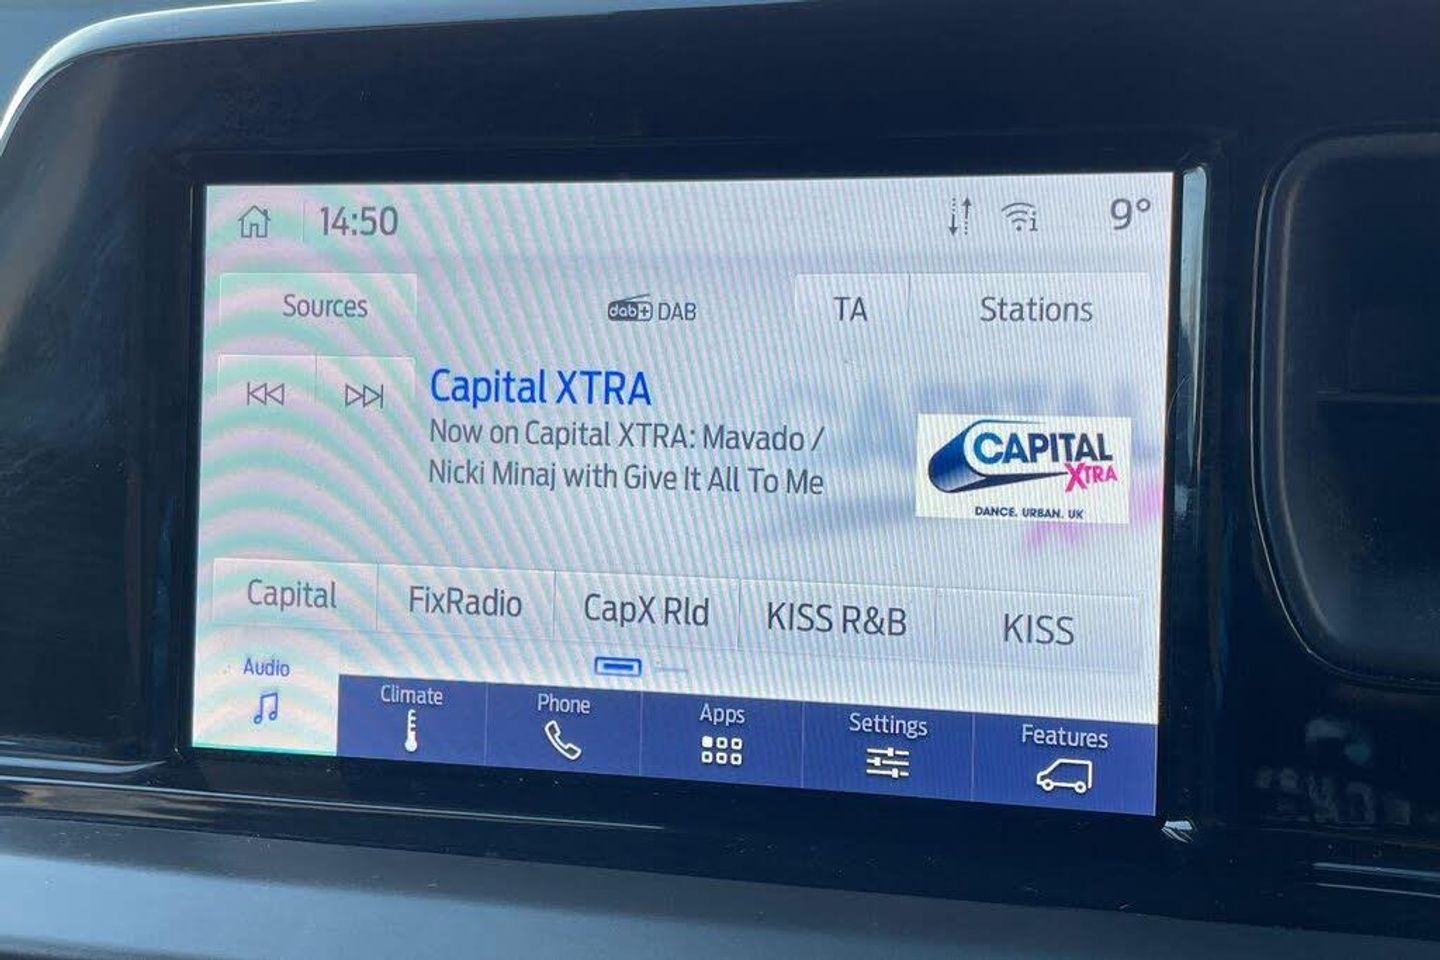 14:50
9°
Sources
dab+ DAB
TA
Stations
Capital XTRA
Now on Capital XTRA: Mavado /
Nicki Minaj with Give It All To Me
CAPITAL
XTRA
DANCE. URBAN. UK
Capital
FixRadio
CapX Rld
KISS R&B
KISS
Audio
Climate
Phone
Apps
Settings
Features